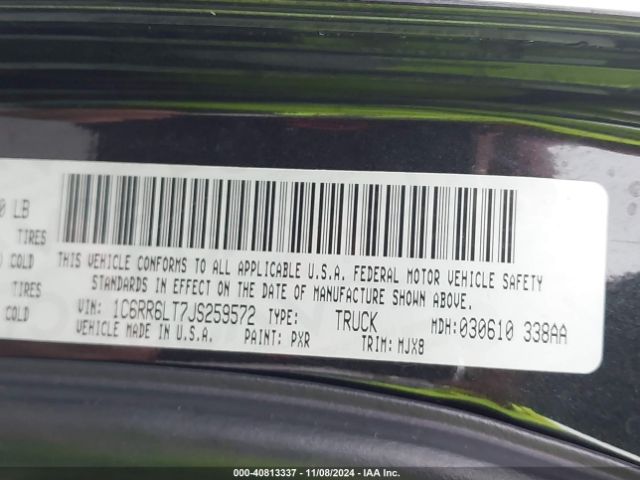 0 LB
TIRES
COLD
THIS VEHICLE CONFORMS TO ALL APPLICABLE U.S.A. FEDERAL MOTOR VEHICLE SAFETY
TIRES
STANDARDS IN EFFECT ON THE DATE OF MANUFACTURE SHOWN ABOVE.
COLD
VIN: 1C6RR6LT7JS259572 TYPE: TRUCK MDH:030610 338AA
VEHICLE MADE IN U.S.A. PAINT: PXR TRIM: MJX8
000-40813337 - 11/08/2024 - IAA Inc.